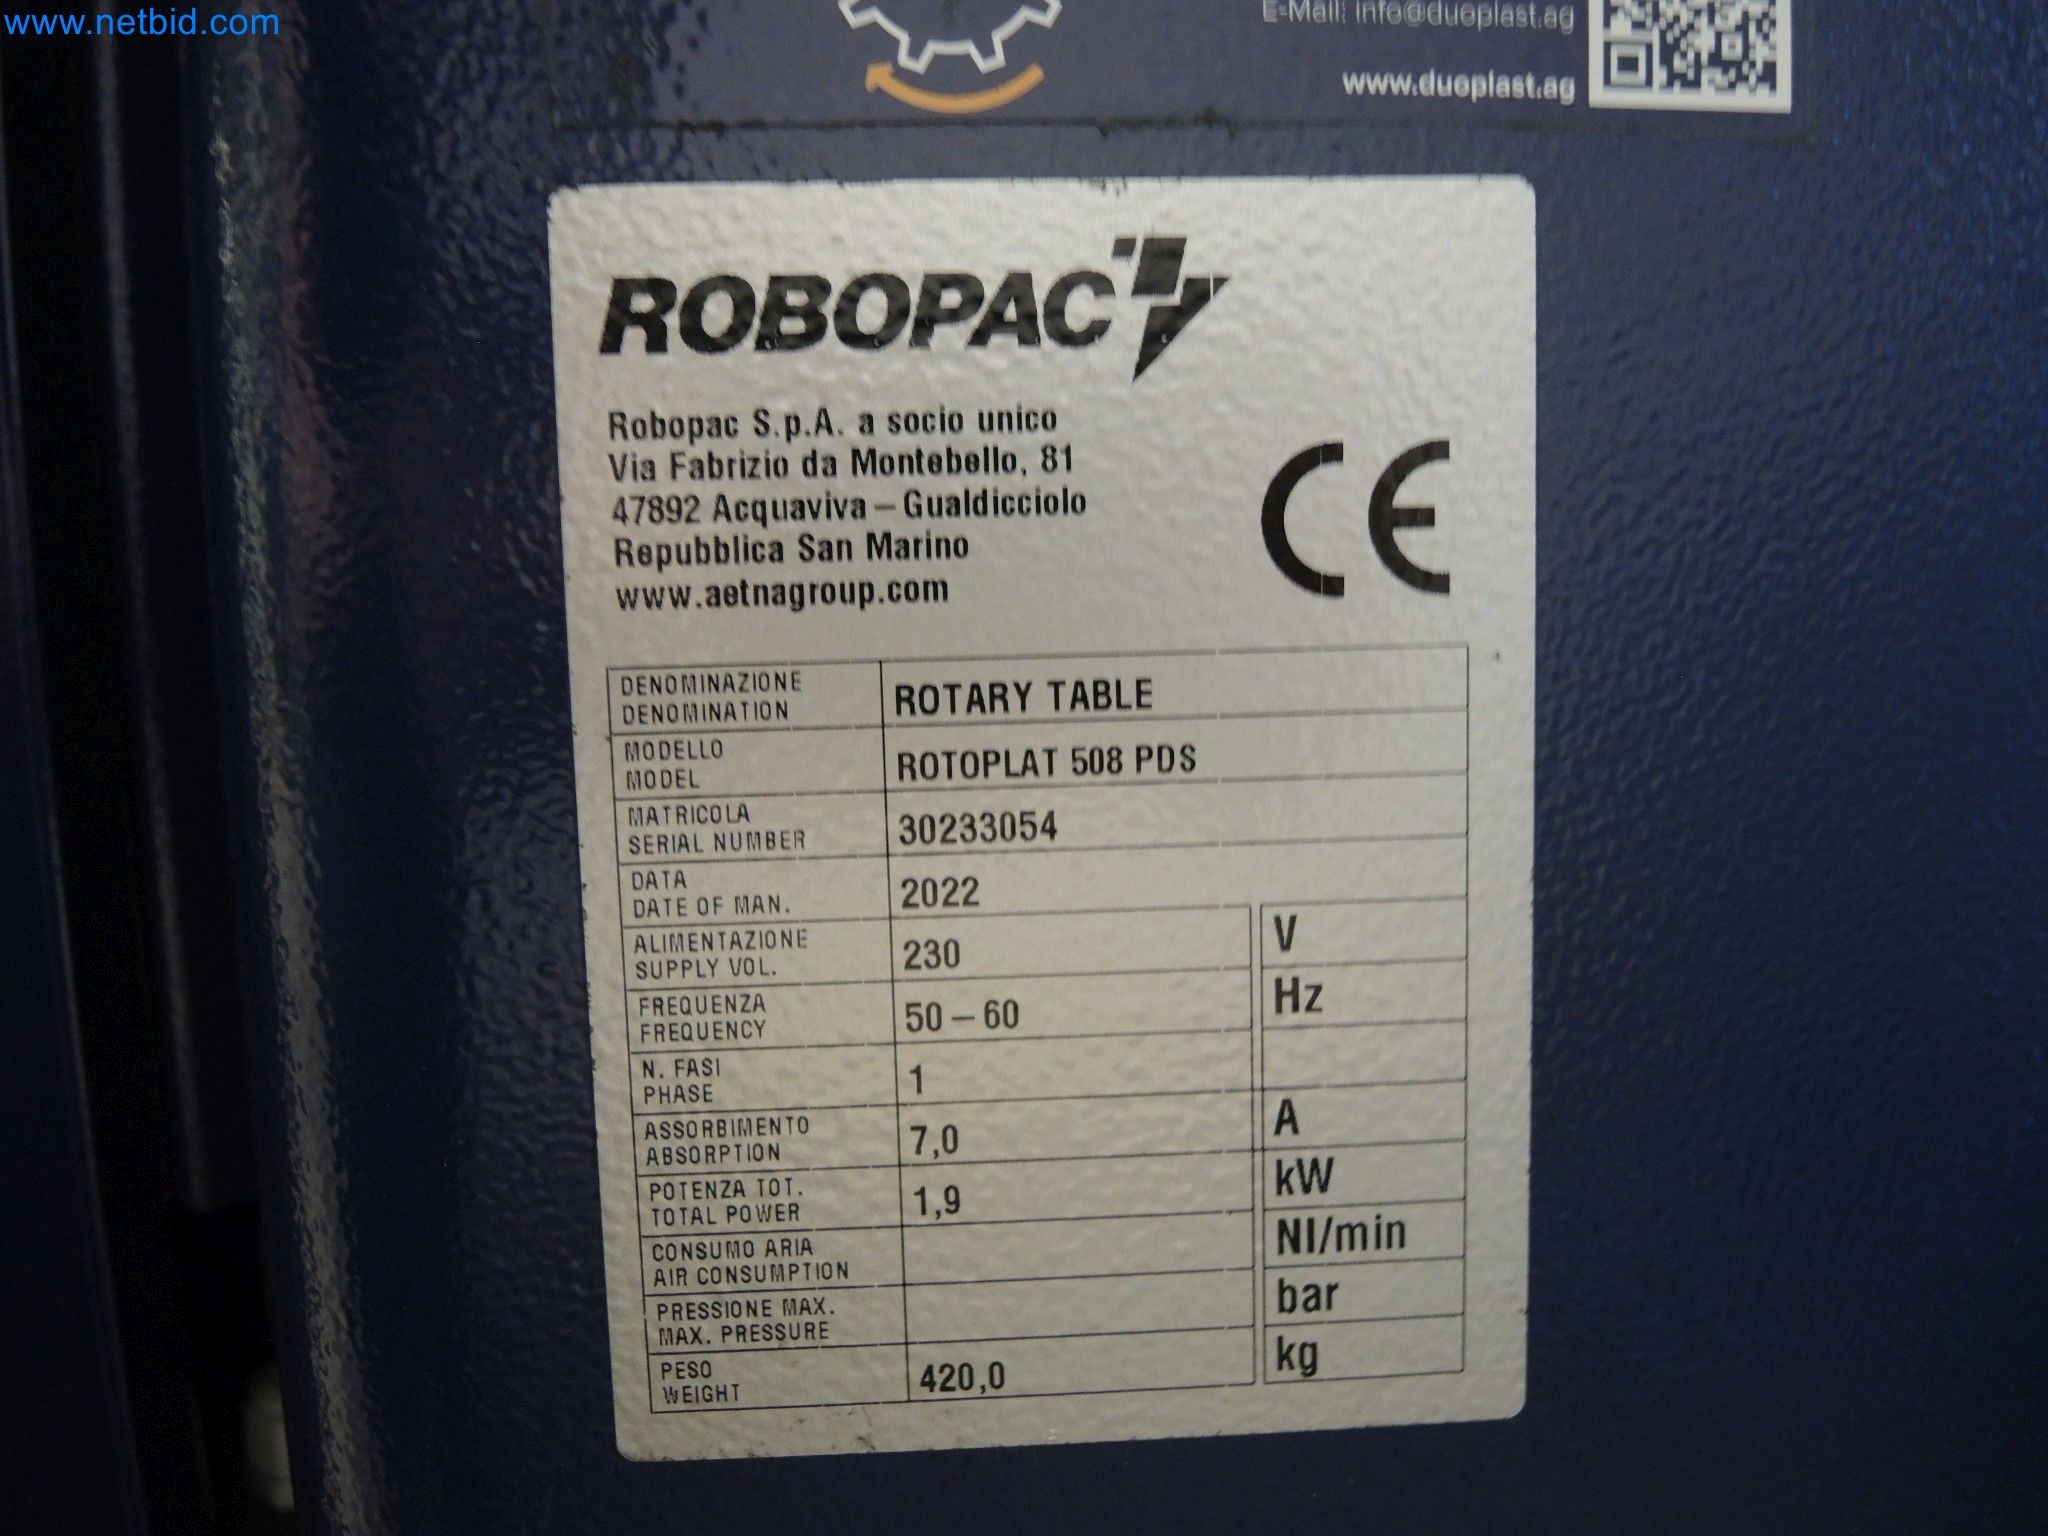 www.netbid.com
E-Mail: info@duoplast.ag
www.duoplast.ag
ROBOPAC
Robopac S.p.A. a socio unico
Via Fabrizio da Montebello, 81
47892 Acquaviva – Gualdicciolo
Repubblica San Marino
www.aetnagroup.com
CE
DENOMINAZIONE
DENOMINATION
ROTARY TABLE
MODELLO
MODEL
ROTOPLAT 508 PDS
MATRICOLA
SERIAL NUMBER
30233054
DATA
DATE OF MAN.
2022
ALIMENTAZIONE
SUPPLY VOL.
230
V
FREQUENZA
FREQUENCY
50 – 60
Hz
N. FASI
PHASE
1
ASSORBIMENTO
ABSORPTION
7,0
A
POTENZA TOT.
TOTAL POWER
1,9
kW
CONSUMO ARIA
AIR CONSUMPTION
Nl/min
PRESSIONE MAX.
MAX. PRESSURE
bar
PESO
WEIGHT
420,0
kg